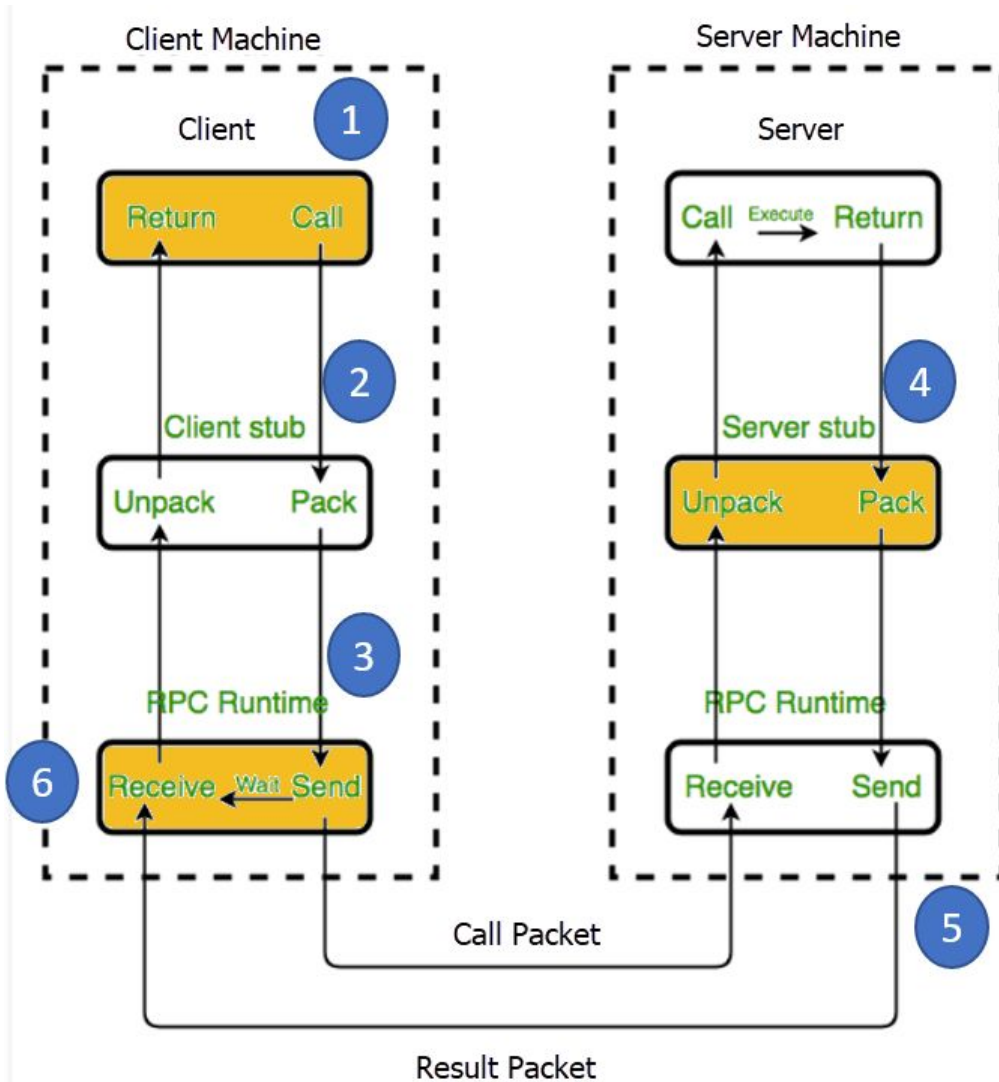 Client Machine
Server Machine
1
Client
Server
Return Call
Call Execute Return
2
4
Client stub
Server stub
Unpack Pack
Unpack Pack
3
RPC Runtime
RPC Runtime
6
Receive Wait Send
Receive Send
5
Call Packet
Result Packet